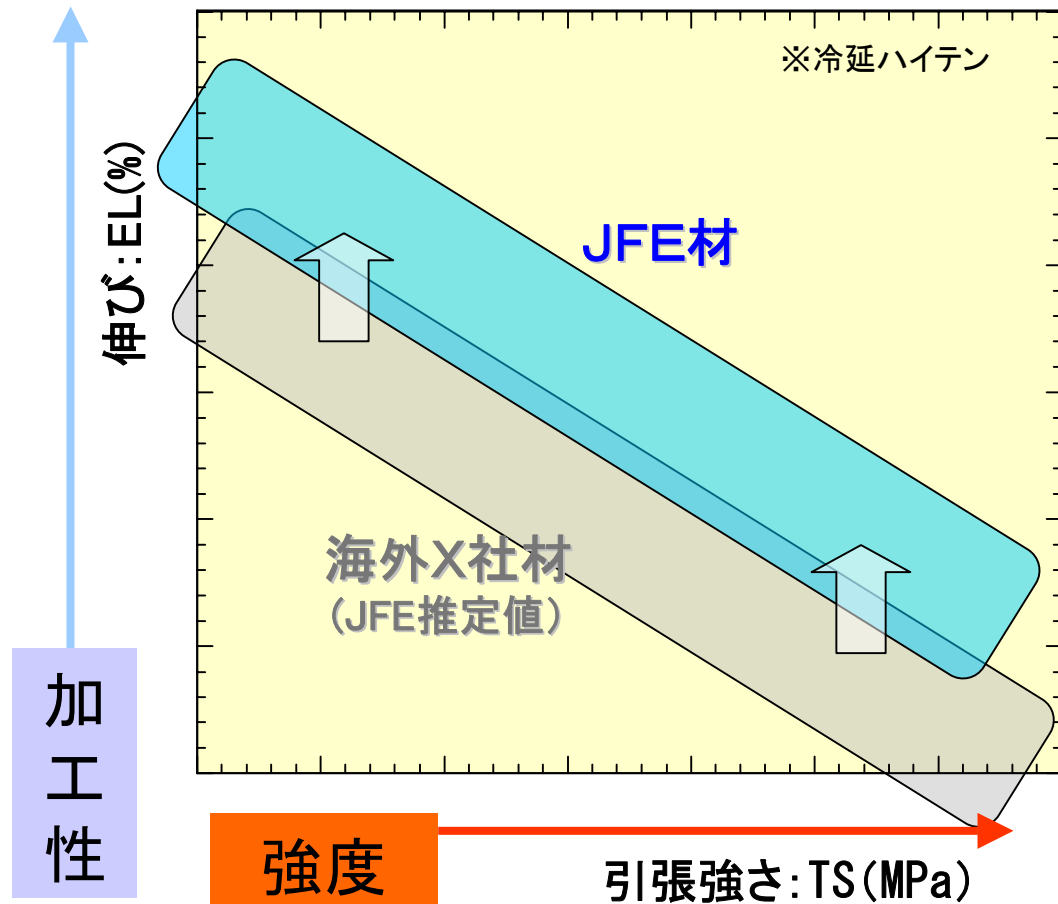 ※冷延ハイテン
伸び:EL(%)
JFE材
海外X社材
(JFE推定値)
加工性
強度
引張強さ:TS(MPa)